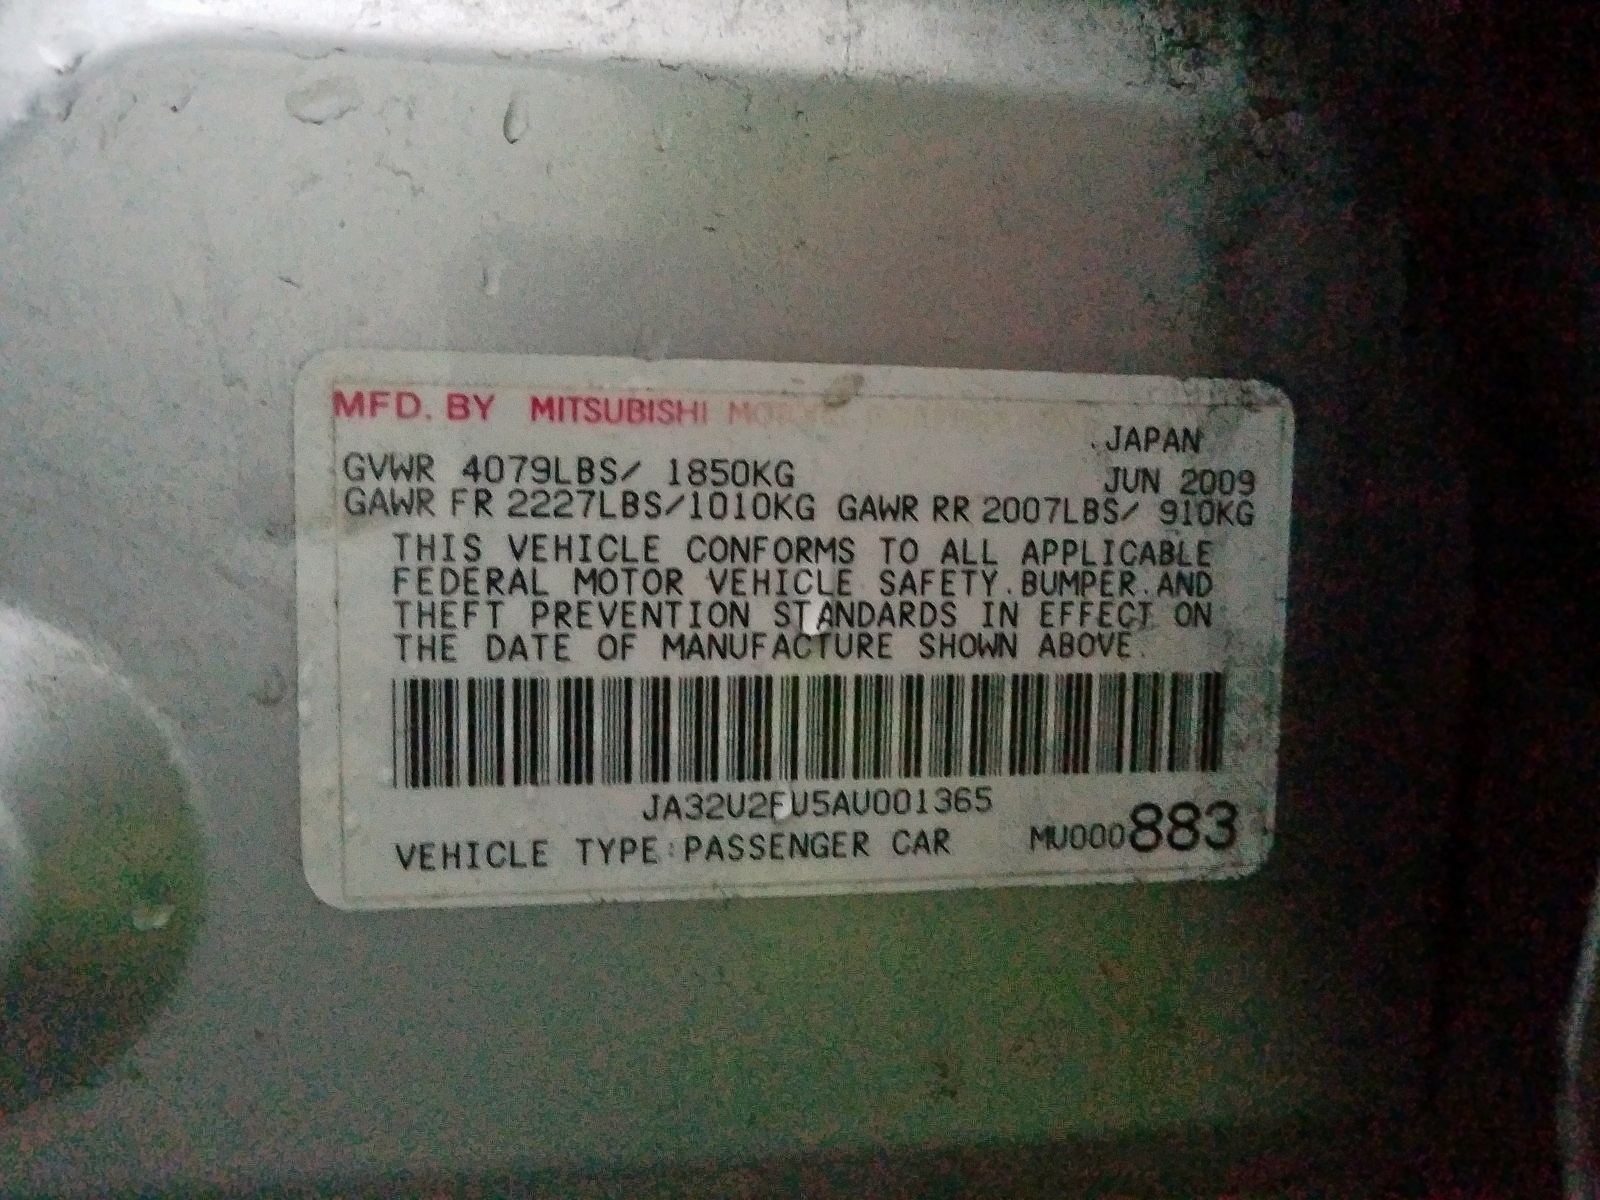 MFD. BY MITSUBISHI
JAPAN
GVWR 4079LBS/ 1850KG JUN 2009
GAWR FR 2227LBS/1010KG GAWR RR 2007LBS/ 910KG
THIS VEHICLE CONFORMS TO ALL APPLICABLE
FEDERAL MOTOR VEHICLE SAFETY.BUMPER.AND
THEFT PREVENTION STANDARDS IN EFFECT ON
THE DATE OF MANUFACTURE SHOWN ABOVE.
JA32U2FU5AU001365
VEHICLE TYPE:PASSENGER CAR MU000883